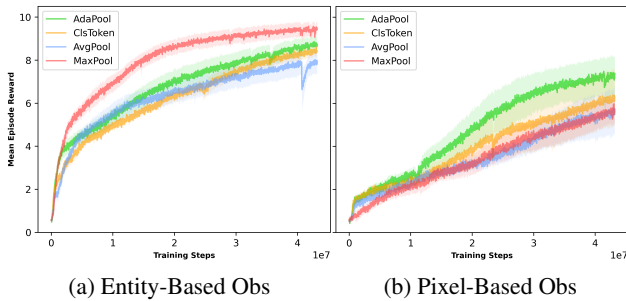 AdaPool
ClsToken
AvgPool
MaxPool
Mean Episode Reward
10
8
6
4
2
0
0 1 2 3 4
1e7
Training Steps
(a) Entity-Based Obs
AdaPool
ClsToken
AvgPool
MaxPool
0 1 2 3 4
1e7
Training Steps
(b) Pixel-Based Obs